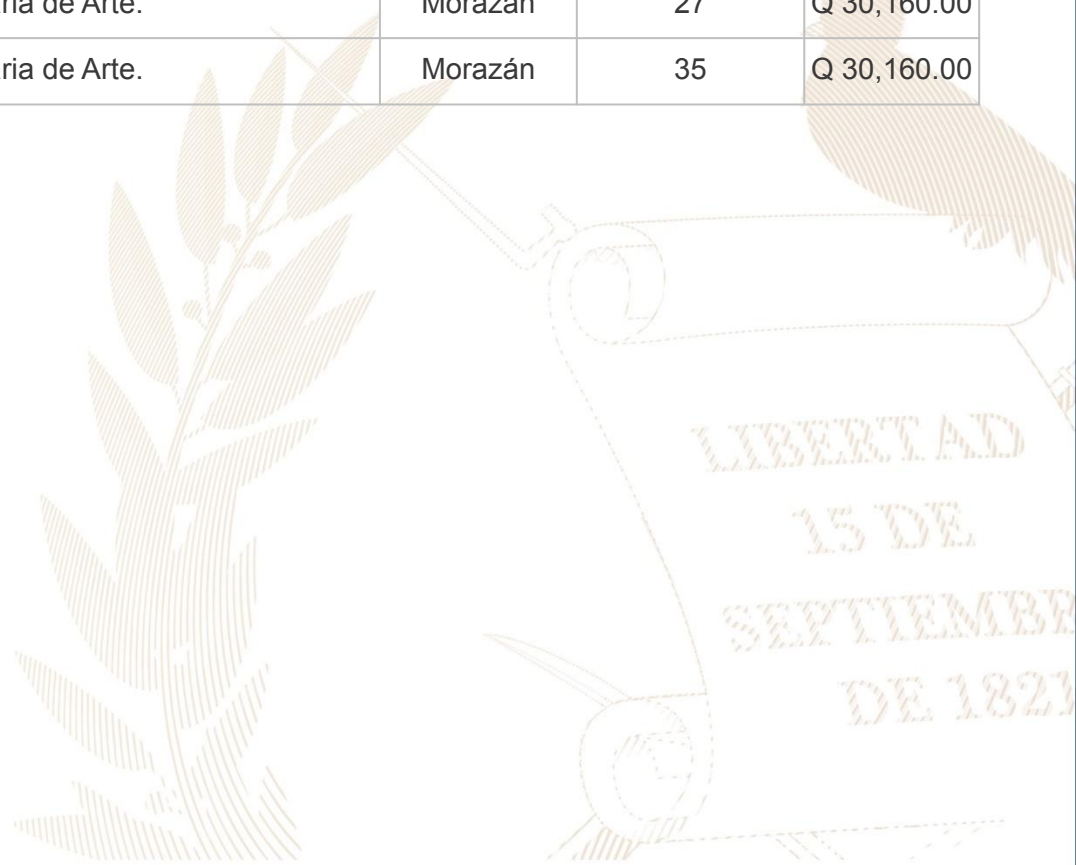 ria de Arte. Morazán 27 Q 30,160.00
ria de Arte. Morazán 35 Q 30,160.00
LIBERTAD
15 DE
SEPTIEMBR
DE 1821